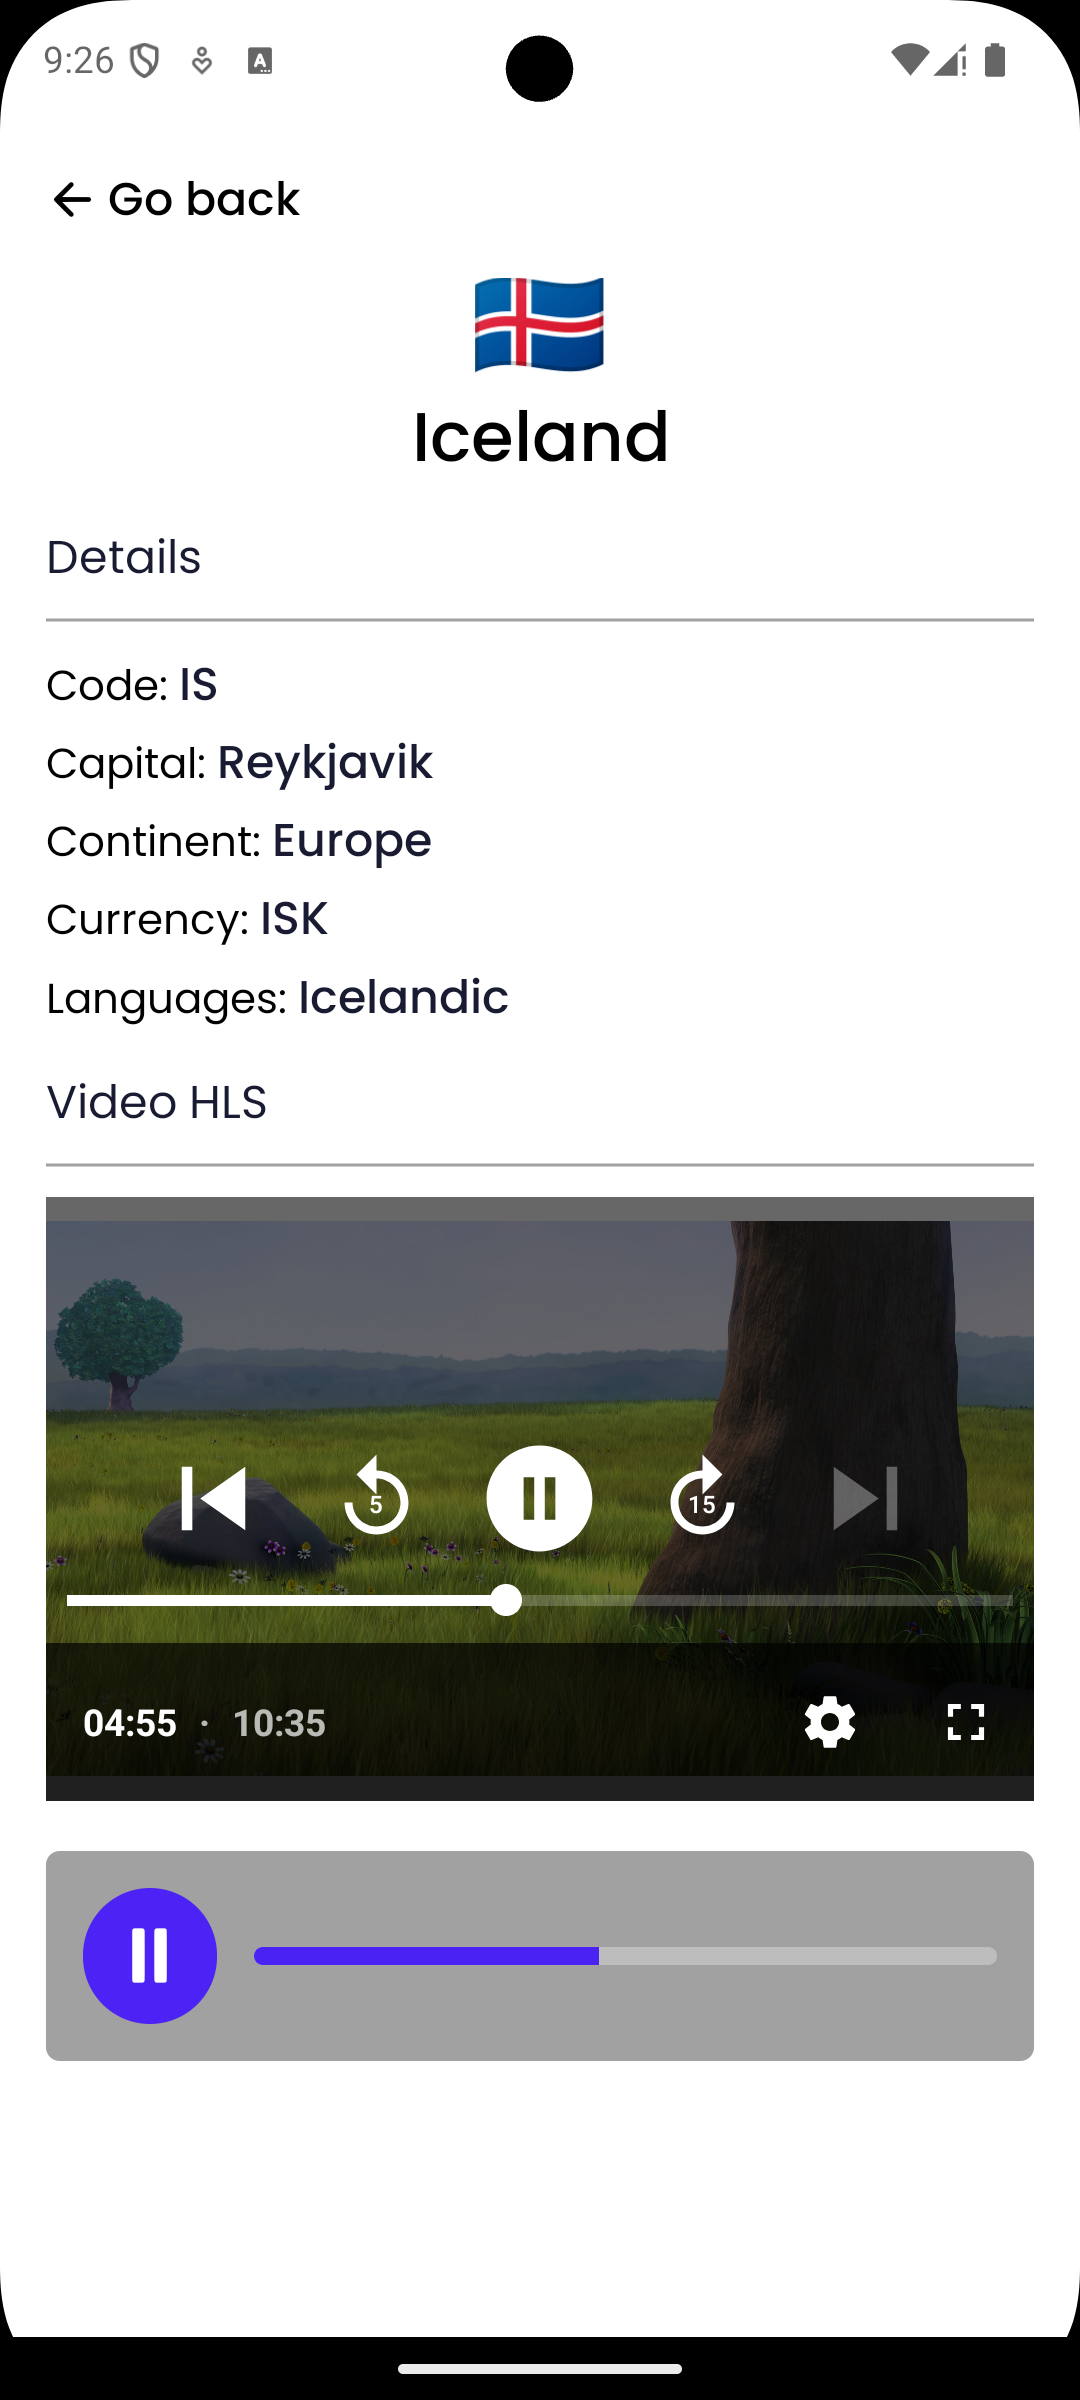 9:26
Go back
Iceland
Details
Code: IS
Capital: Reykjavik
Continent: Europe
Currency: ISK
Languages: Icelandic
Video HLS
5
15
04:55 · 10:35